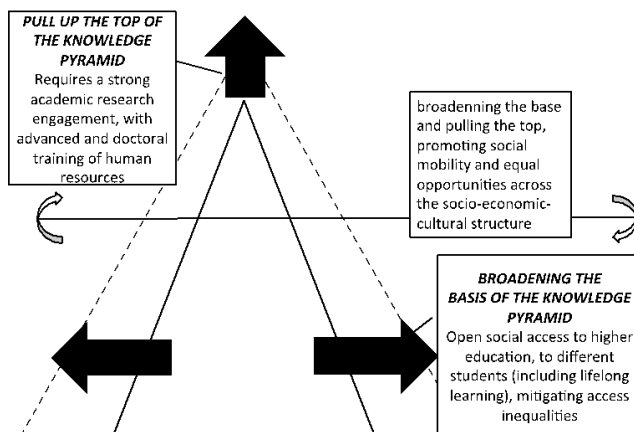 PULL UP THE TOP OF
THE KNOWLEDGE
PYRAMID
Requires a strong
academic research
engagement, with
advanced and doctoral
training of human
resources
broadenning the base
and pulling the top,
promoting social
mobility and equal
opportunities across
the socio-economic-
cultural structure
BROADENING THE
BASIS OF THE KNOWLEDGE
PYRAMID
Open social access to higher
education, to different
students (including lifelong
learning), mitigating access
inequalities